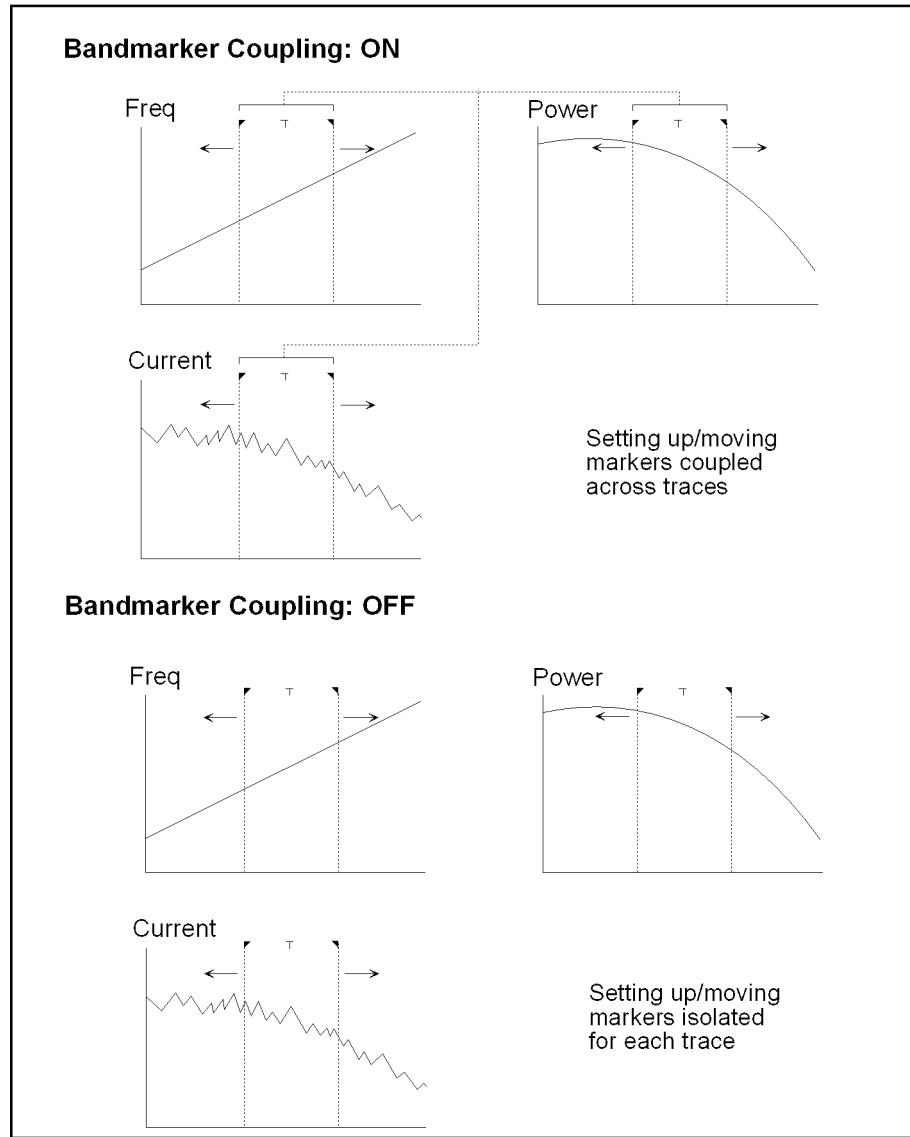 Bandmarker Coupling: ON
Freq
T
Power
T
Current
T
Setting up/moving
markers coupled
across traces
Bandmarker Coupling: OFF
Freq
T
Power
T
Current
T
Setting up/moving
markers isolated
for each trace